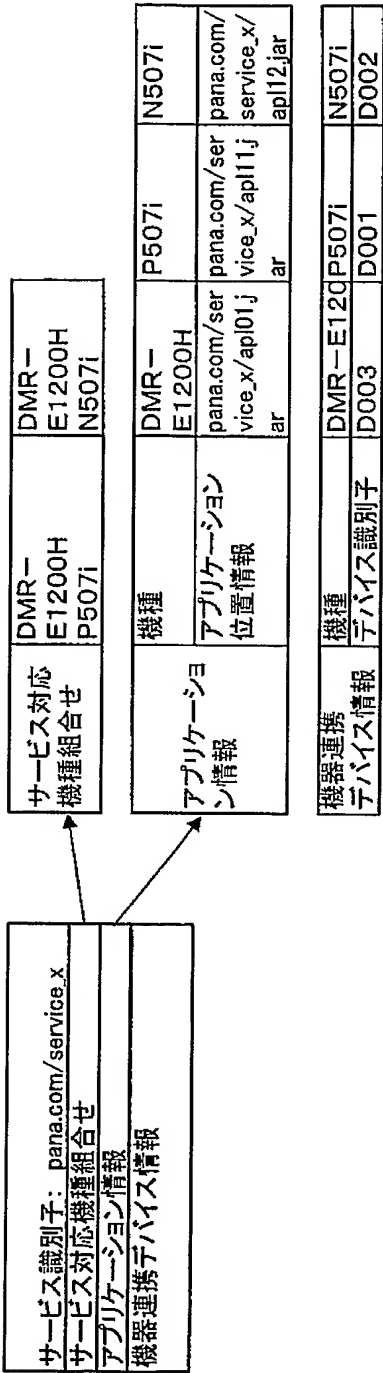 サービス識別子: pana.com/service_x
サービス対応機種組合せ
アプリケーション情報
機器連携デバイス情報
サービス対応
機種組合せ
DMR-
E1200H
P507i
DMR-
E1200H
N507i
アプリケーショ
ン情報
機種
DMR-
E1200H
P507i
N507i
アプリケーション
位置情報
pana.com/ser
vice_x/apl01.j
ar
pana.com/ser
vice_x/apl11.j
ar
pana.com/
service_x/
apl12.jar
機器連携
デバイス情報
機種
DMR-E120
P507i
N507i
デバイス識別子
D003
D001
D002